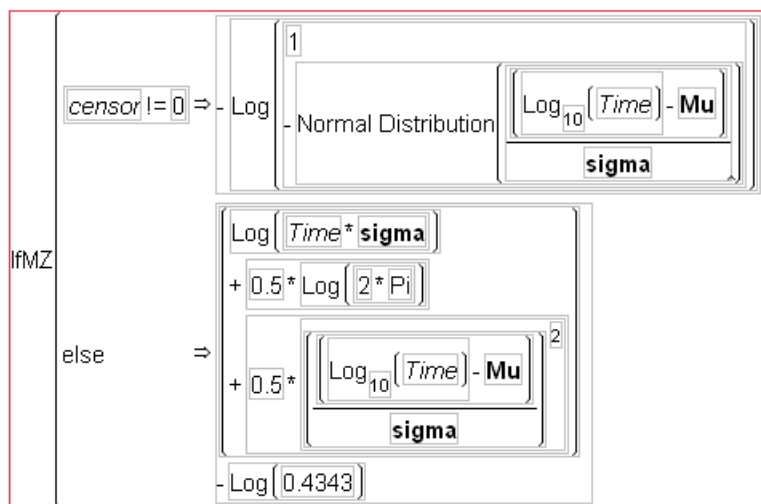 IfMZ
censor != 0 ⇒ - Log ( 1
- Normal Distribution ( ( Log10 ( Time ) - Mu )
sigma ) )
Log ( Time * sigma )
+ 0.5 * Log ( 2 * Pi )
else ⇒
+ 0.5 * ( ( Log10 ( Time ) - Mu )
sigma ) 2
- Log ( 0.4343 )